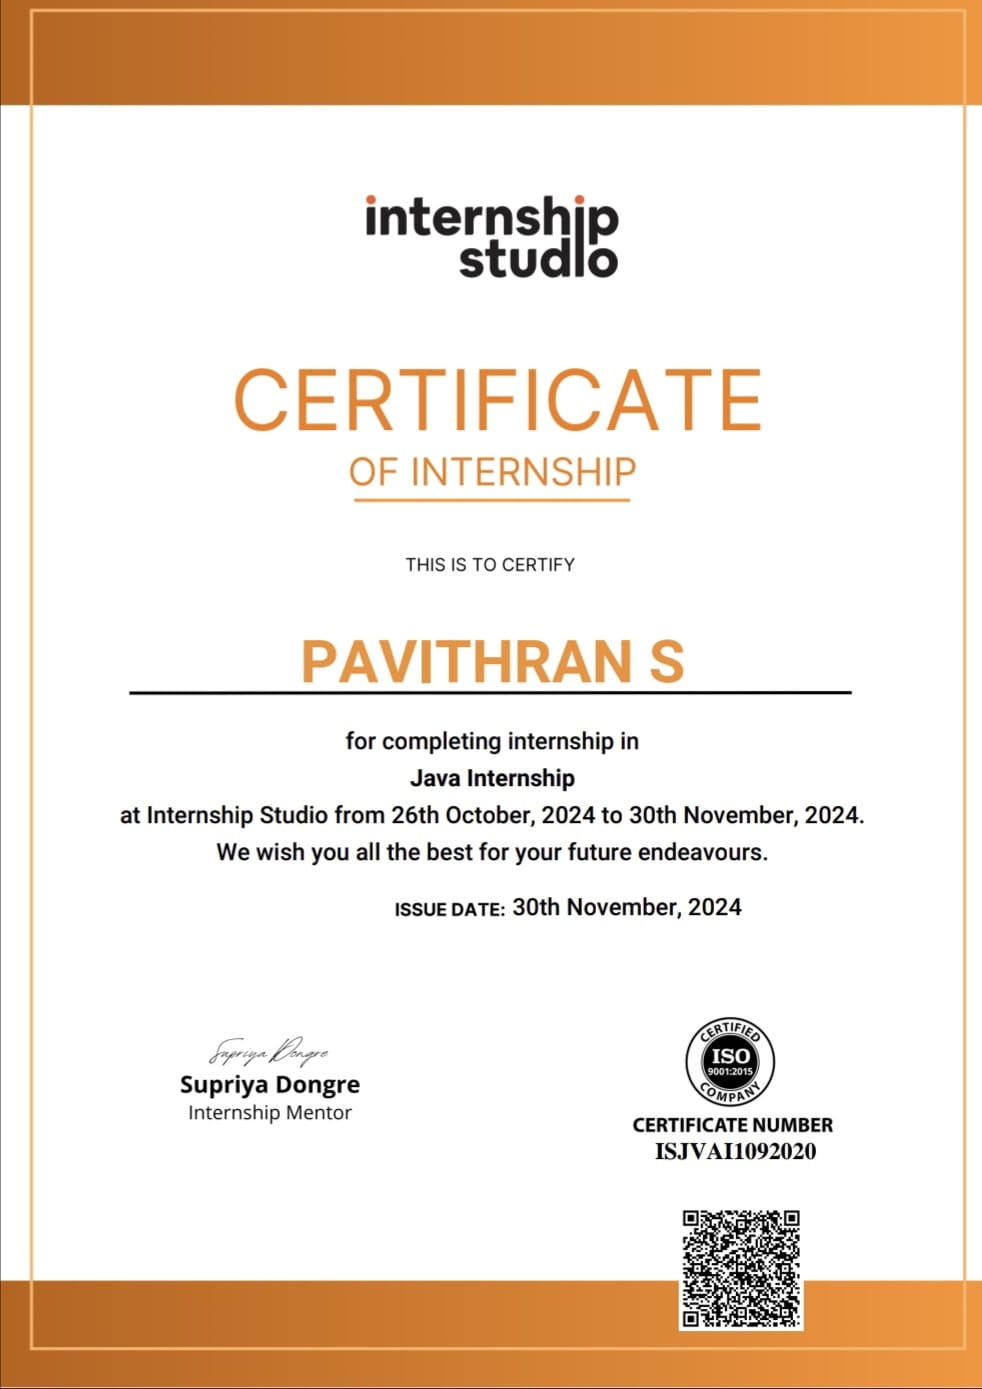 internship
studio
CERTIFICATE
OF INTERNSHIP
THIS IS TO CERTIFY
PAVITHRAN S
for completing internship in
Java Internship
at Internship Studio from 26th October, 2024 to 30th November, 2024.
We wish you all the best for your future endeavours.
ISSUE DATE: 30th November, 2024
Supriya Dongre
Supriya Dongre
Internship Mentor
CERTIFIED
ISO
9001:2015
COMPANY
CERTIFICATE NUMBER
ISJVAI1092020